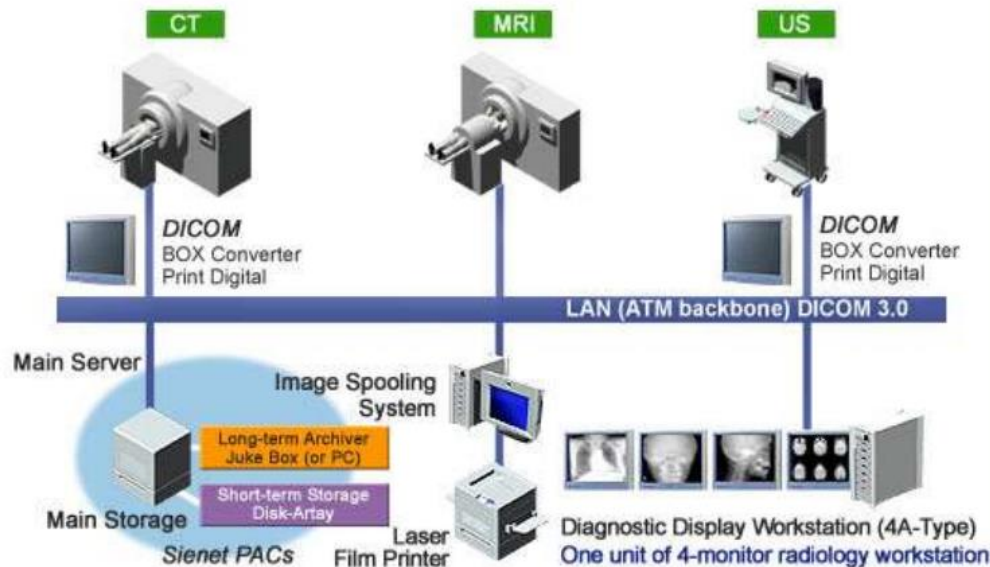 CT
MRI
US
DICOM
BOX Converter
Print Digital
DICOM
BOX Converter
Print Digital
LAN (ATM backbone) DICOM 3.0
Main Server
Image Spooling
System
Long-term Archiver
Juke Box (or PC)
Short-term Storage
Disk-Artay
Main Storage
Sienet PACs
Laser
Film Printer
Diagnostic Display Workstation (4A-Type)
One unit of 4-monitor radiology workstation